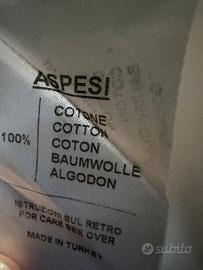 ASPESI
COTONE
COTTON
100% COTON
BAUMWOLLE
ALGODON
ISTRUZIONI SUL RETRO
FOR CARE SEE OVER
MADE IN TURKEY
subito